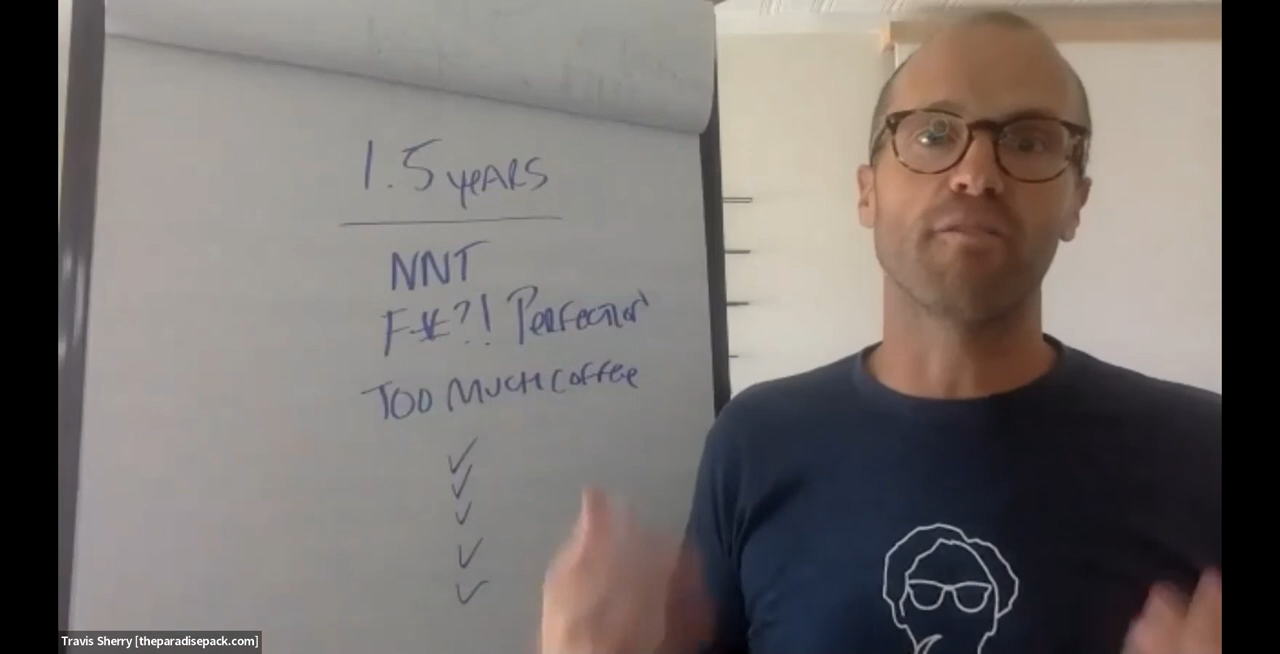 1.5 YEARS
NNT
F*?! Perfection
TOO MUCH COFFEE
Travis Sherry [theparadisepack.com]